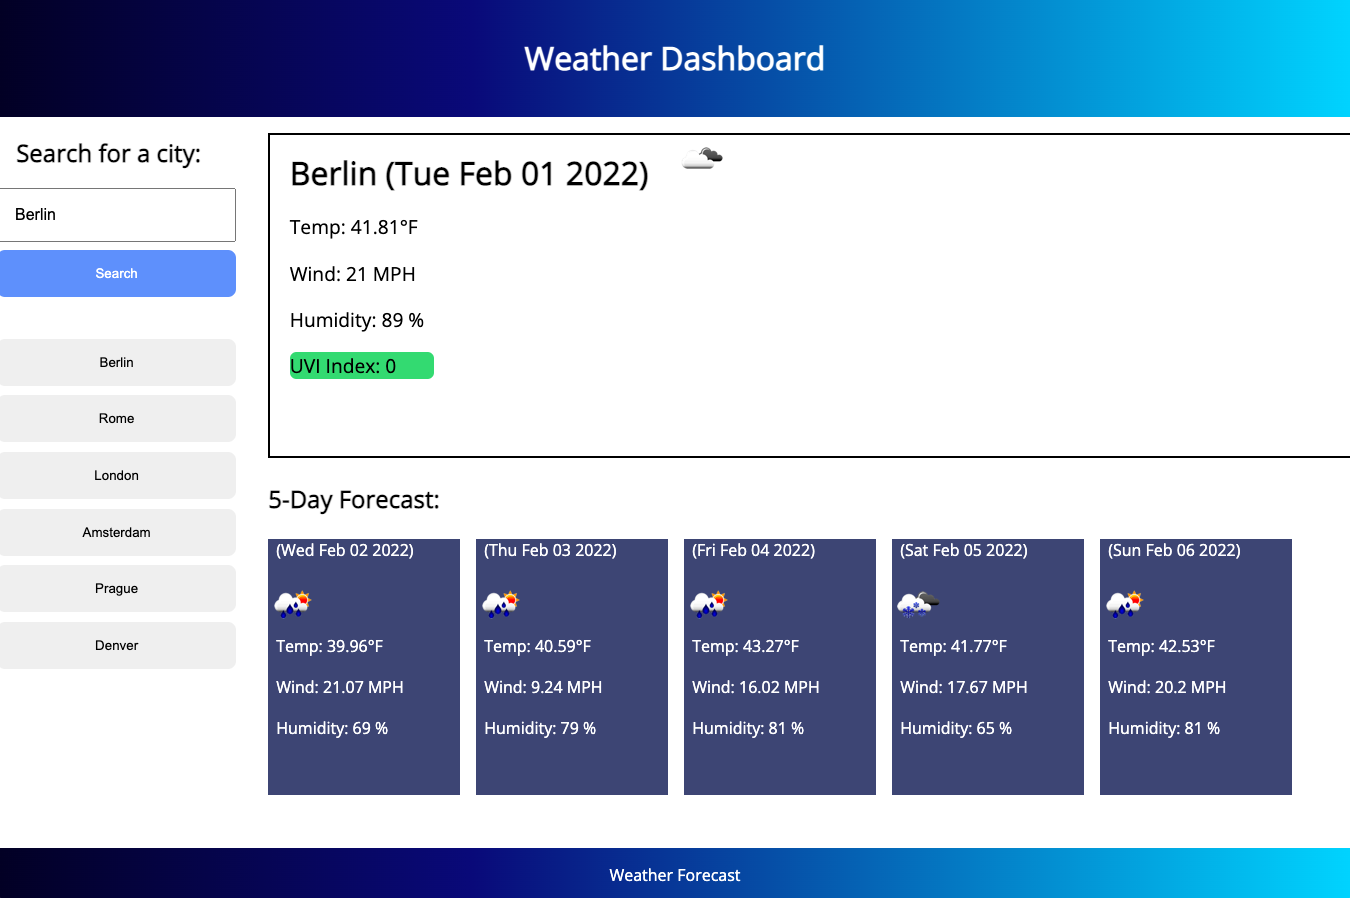 Weather Dashboard
Search for a city:
Berlin
Search
Berlin
Rome
London
Amsterdam
Prague
Denver
Berlin (Tue Feb 01 2022)
Temp: 41.81°F
Wind: 21 MPH
Humidity: 89 %
UVI Index: 0
5-Day Forecast:
(Wed Feb 02 2022)
Temp: 39.96°F
Wind: 21.07 MPH
Humidity: 69 %
(Thu Feb 03 2022)
Temp: 40.59°F
Wind: 9.24 MPH
Humidity: 79 %
(Fri Feb 04 2022)
Temp: 43.27°F
Wind: 16.02 MPH
Humidity: 81 %
(Sat Feb 05 2022)
Temp: 41.77°F
Wind: 17.67 MPH
Humidity: 65 %
(Sun Feb 06 2022)
Temp: 42.53°F
Wind: 20.2 MPH
Humidity: 81 %
Weather Forecast